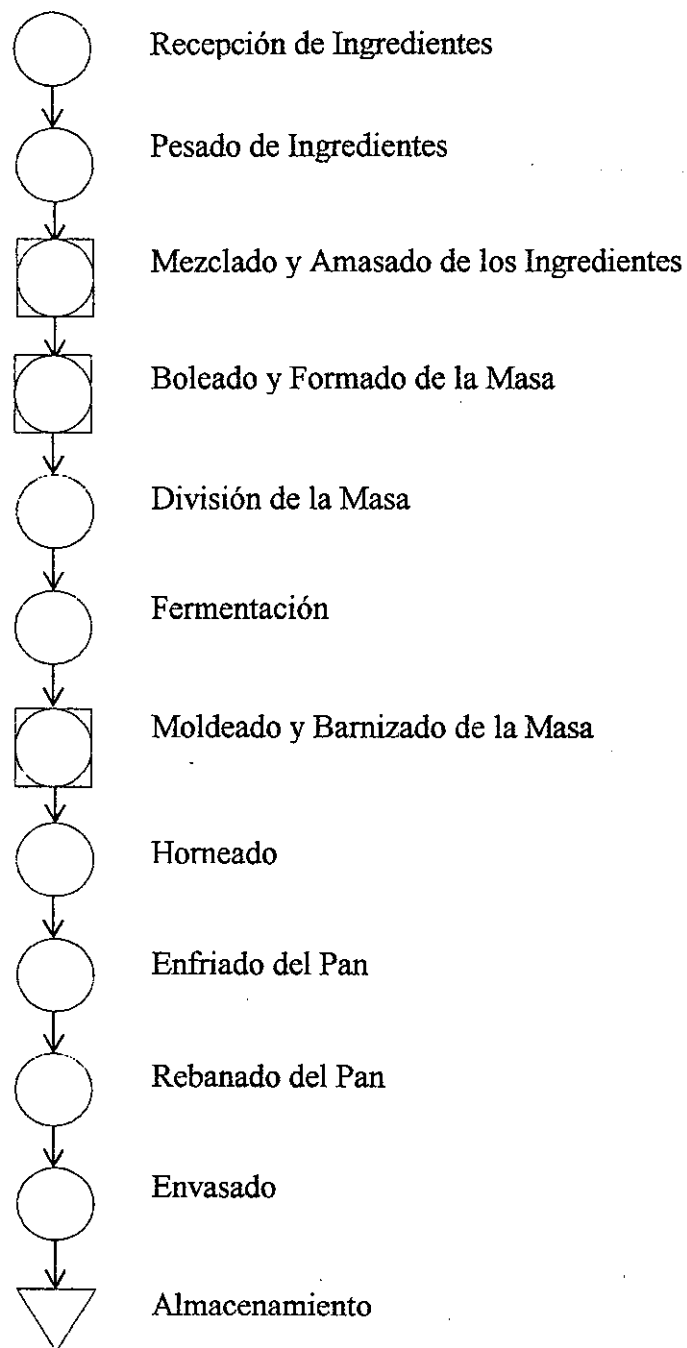 Recepción de Ingredientes
Pesado de Ingredientes
Mezclado y Amasado de los Ingredientes
Boleado y Formado de la Masa
División de la Masa
Fermentación
Moldeado y Barnizado de la Masa
Horneado
Enfriado del Pan
Rebanado del Pan
Envasado
Almacenamiento